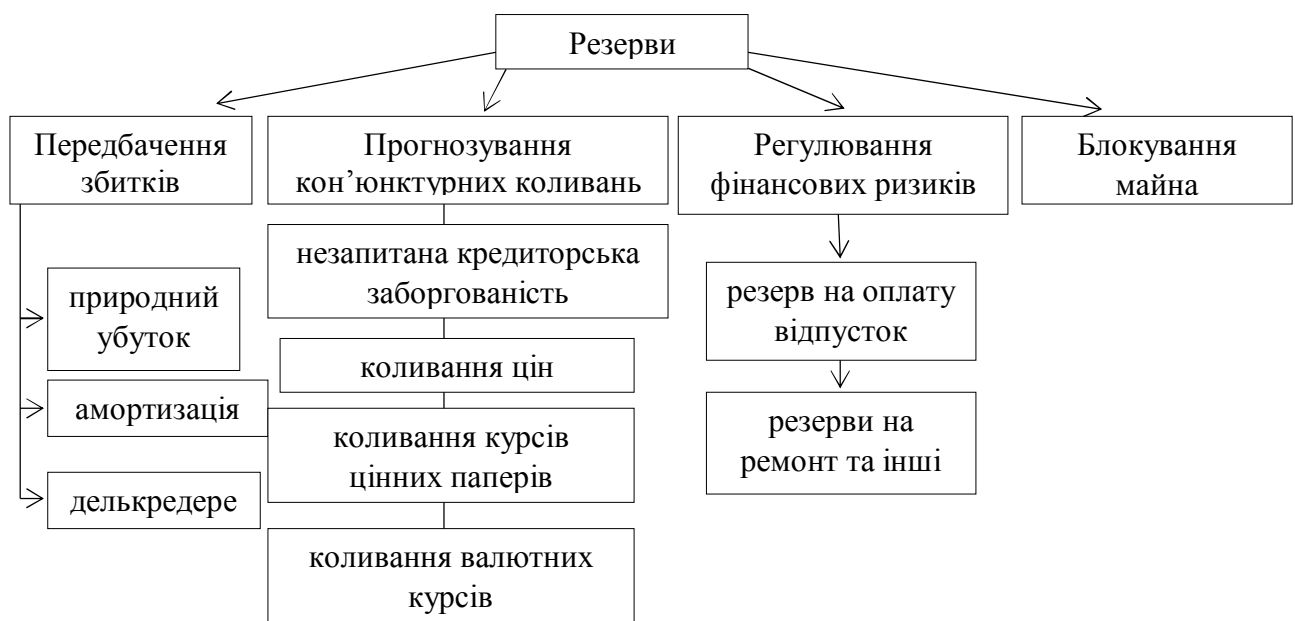 Резерви
Передбачення
збитків
природний
убуток
амортизація
делькредере
Прогнозування
кон’юнктурних коливань
незапитана кредиторська
заборгованість
коливання цін
коливання курсів
цінних паперів
коливання валютних
курсів
Регулювання
фінансових ризиків
резерв на оплату
відпусток
резерви на
ремонт та інші
Блокування
майна